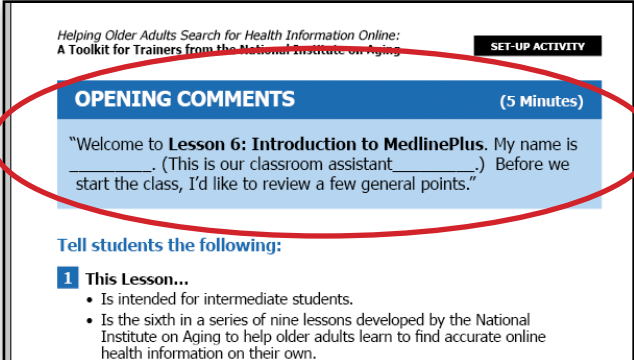 Helping Older Adults Search for Health Information Online:
A Toolkit for Trainers from the National Institute on Aging
SET-UP ACTIVITY
OPENING COMMENTS (5 Minutes)
“Welcome to Lesson 6: Introduction to MedlinePlus. My name is
_________. (This is our classroom assistant_________.) Before we
start the class, I’d like to review a few general points.”
Tell students the following:
1 This Lesson...
• Is intended for intermediate students.
• Is the sixth in a series of nine lessons developed by the National
Institute on Aging to help older adults learn to find accurate online
health information on their own.